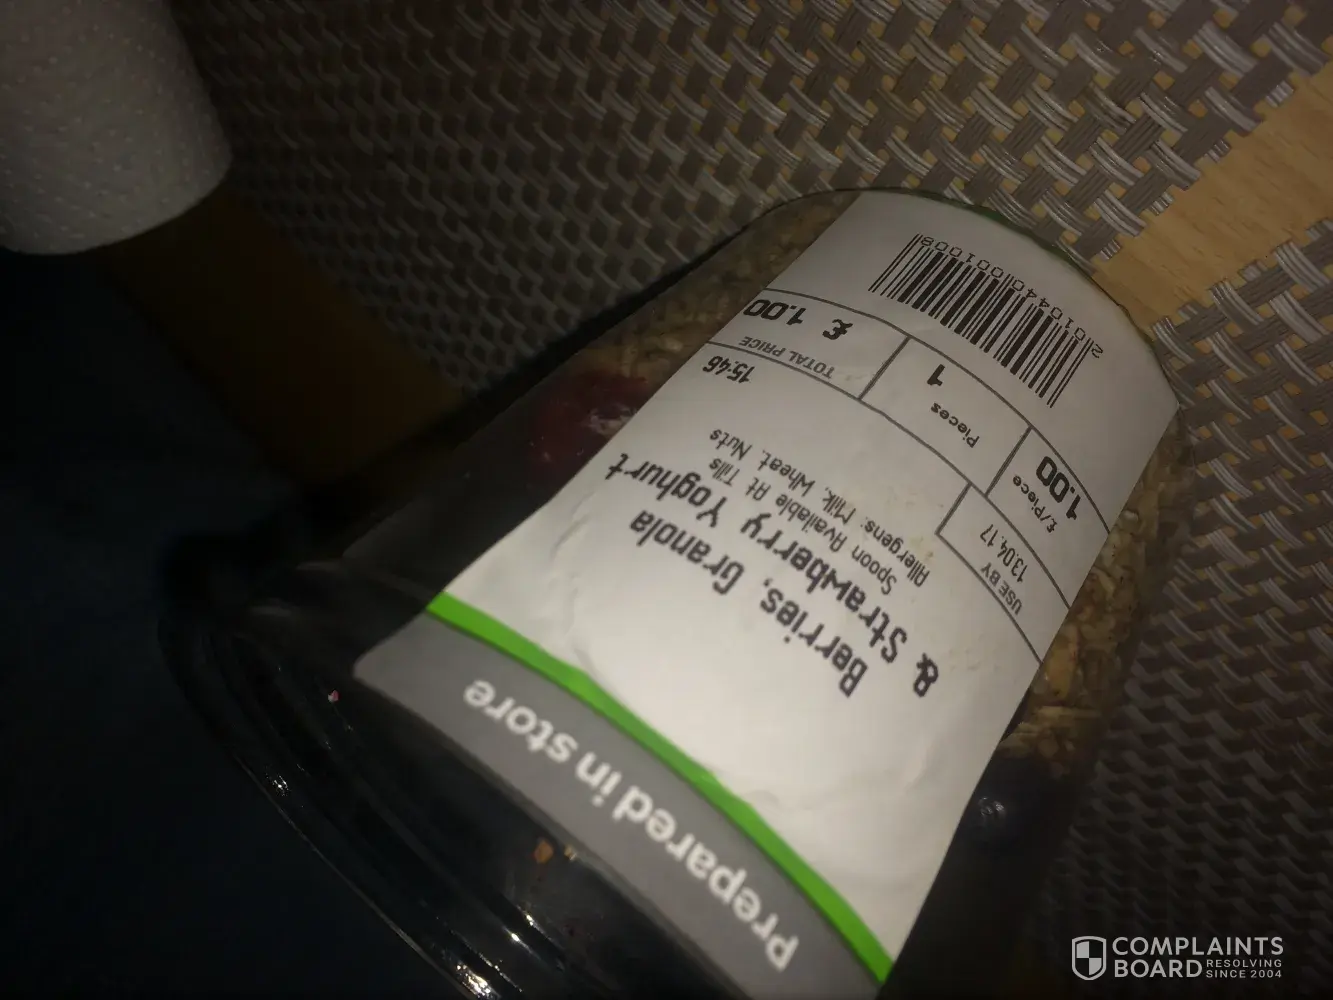 Prepared in store
Berries, Granola
& Strawberry Yoghurt
Spoon Available At Tills
Allergens: Milk, Wheat, Nuts
15:46
USE BY
13.04.17
£/Piece
1.00
Pieces
1
TOTAL PRICE
£ 1.00
2010440001008
COMPLAINTS
BOARD
RESOLVING
SINCE 2004